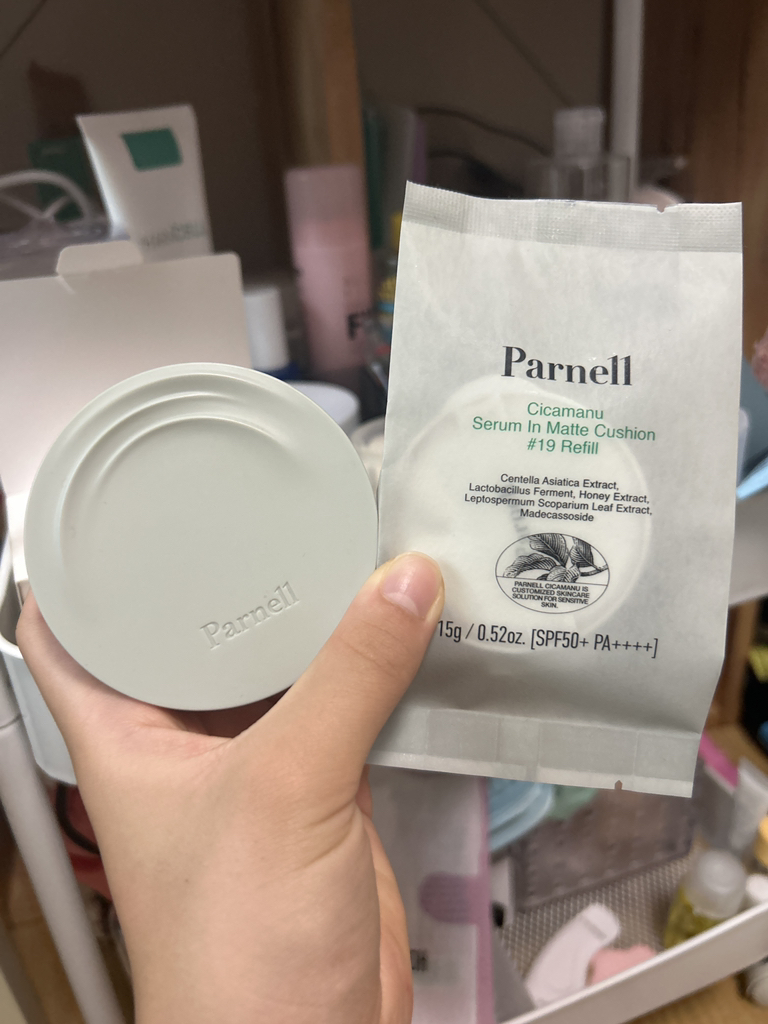 Parnell
Parnell
Cicamanu
Serum In Matte Cushion
#19 Refill
Centella Asiatica Extract,
Lactobacillus Ferment, Honey Extract,
Leptospermum Scoparium Leaf Extract,
Madecassoside
PARNELL CICAMANU IS
CUSTOMIZED SKINCARE
SOLUTION FOR SENSITIVE
SKIN.
15g / 0.52oz. [SPF50+ PA++++]